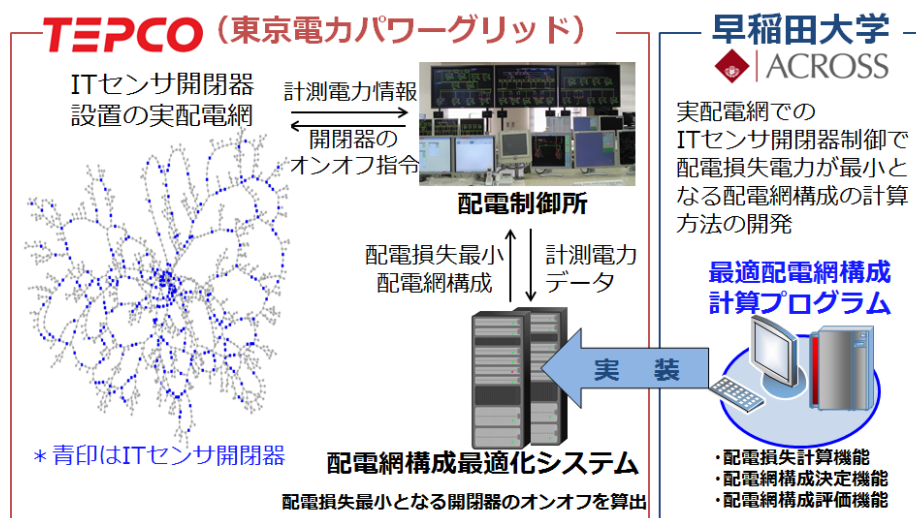 TEPCO（東京電力パワーグリッド）
ITセンサ開閉器
設置の実配電網
計測電力情報
開閉器の
オンオフ指令
配電制御所
配電損失最小
配電網構成
計測電力
データ
＊青印はITセンサ開閉器
配電網構成最適化システム
配電損失最小となる開閉器のオンオフを算出
実　装
早稲田大学
ACROSS
実配電網での
ITセンサ開閉器制御で
配電損失電力が最小と
なる配電網構成の計算
方法の開発
最適配電網構成
計算プログラム
・配電損失計算機能
・配電網構成決定機能
・配電網構成評価機能